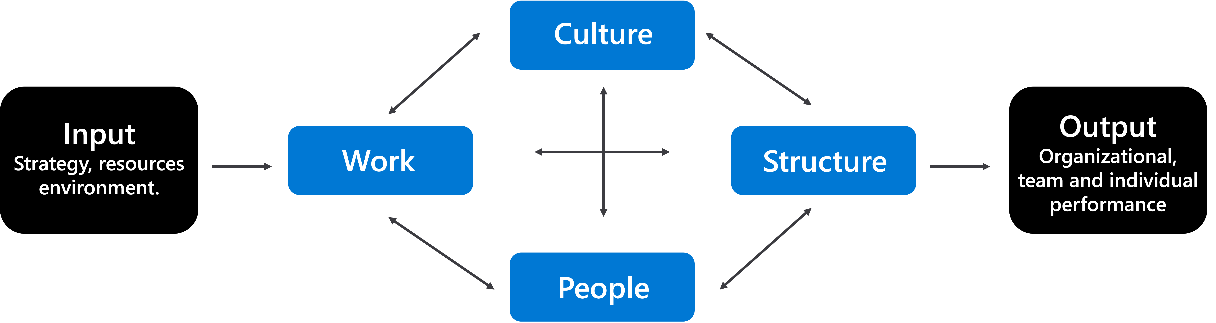 Culture
Input
Strategy, resources
environment.
Work
Structure
Output
Organizational,
team and individual
performance
People